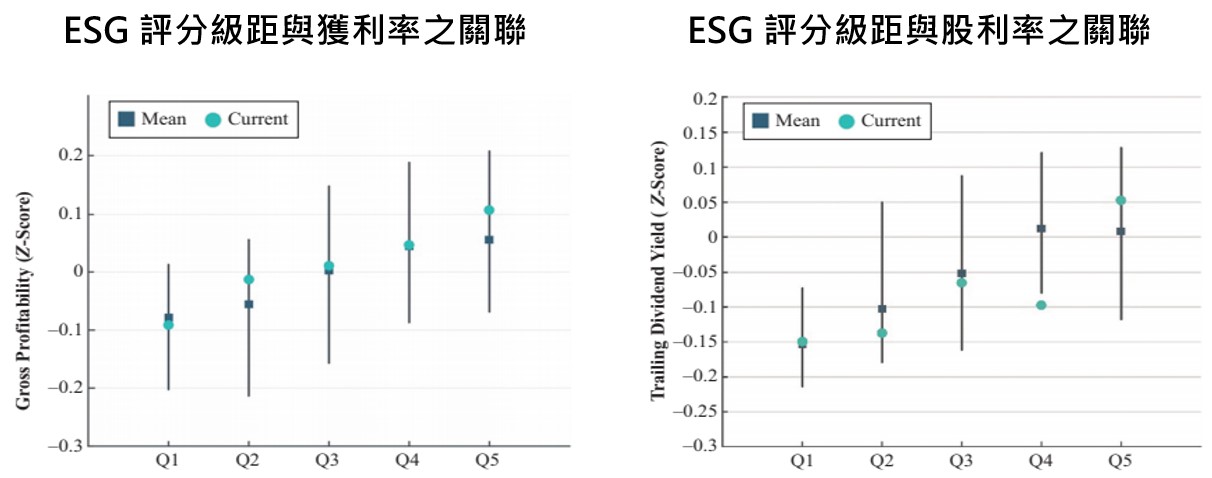 ESG 評分級距與獲利率之關聯
Mean Current
Gross Profitability (Z-Score)
0.2
0.1
0
−0.1
−0.2
−0.3
Q1 Q2 Q3 Q4 Q5
ESG 評分級距與股利率之關聯
Mean Current
Trailing Dividend Yield ( Z-Score)
0.2
0.15
0.1
0.05
0
−0.05
−0.1
−0.15
−0.2
−0.25
−0.3
Q1 Q2 Q3 Q4 Q5